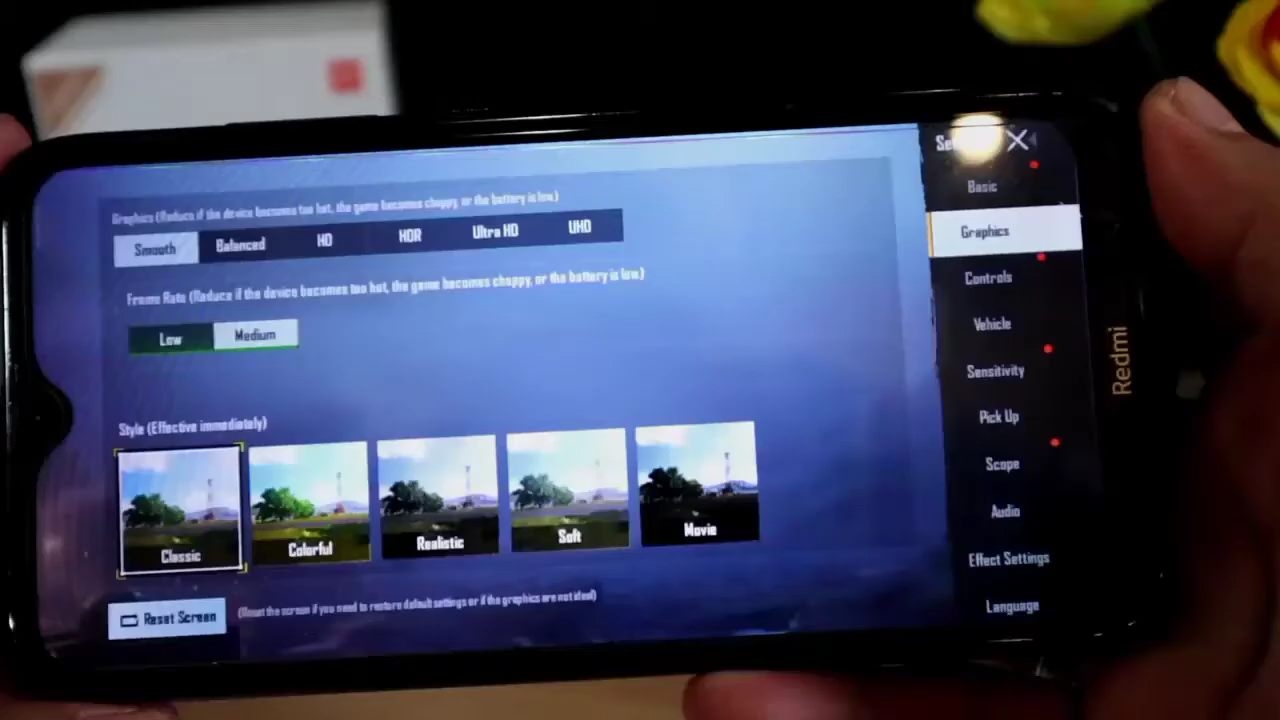 Graphics (Reduce if the device becomes too hot, the game becomes choppy, or the battery is low)
Smooth Balanced HD HDR Ultra HD UHD
Frame Rate (Reduce if the device becomes too hot, the game becomes choppy, or the battery is low)
Low Medium
Style (Effective immediately)
Classic Colorful Realistic Soft Movie
Reset Screen (Reset the screen if you need to restore default settings or if the graphics are not ideal)
Basic
Graphics
Controls
Vehicle
Sensitivity
Pick Up
Scope
Audio
Effect Settings
Language
Redmi